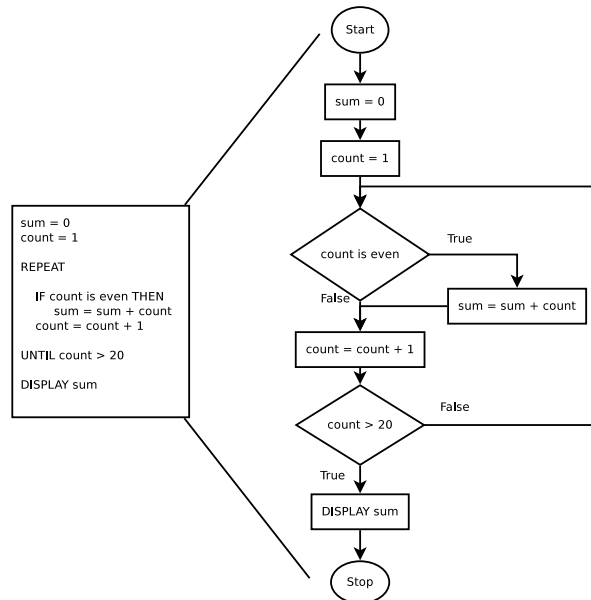 sum = 0
count = 1
REPEAT
IF count is even THEN
sum = sum + count
count = count + 1
UNTIL count > 20
DISPLAY sum
Start
sum = 0
count = 1
count is even
True
False
sum = sum + count
count = count + 1
count > 20
False
True
DISPLAY sum
Stop